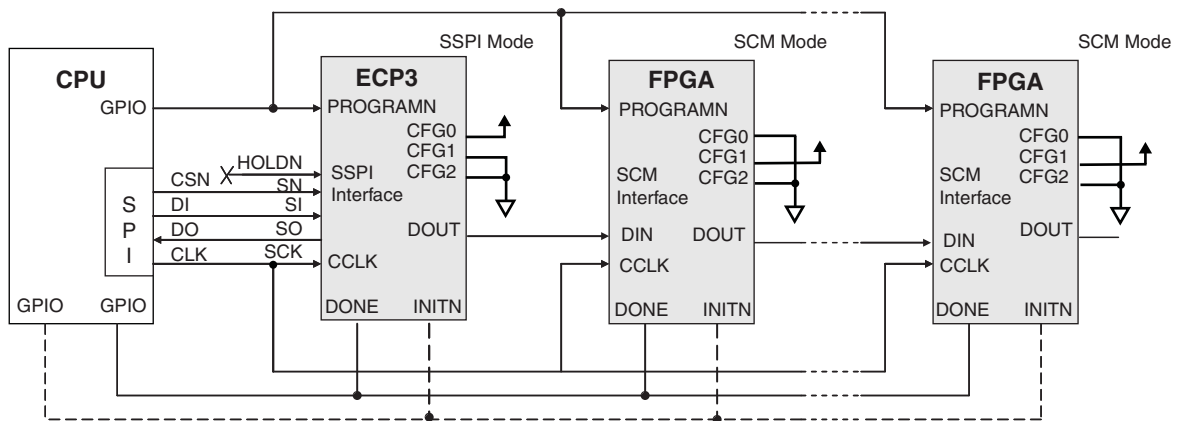 SSPI Mode
SCM Mode
SCM Mode
CPU
GPIO
SPI
CSN
DI
DO
CLK
GPIO
GPIO
HOLDN
SN
SI
SO
SCK
ECP3
PROGRAMN
CFG0
CFG1
CFG2
SSPI
Interface
DOUT
CCLK
DONE
INITN
FPGA
PROGRAMN
CFG0
CFG1
CFG2
SCM
Interface
DIN
DOUT
CCLK
DONE
INITN
FPGA
PROGRAMN
CFG0
CFG1
CFG2
SCM
Interface
DOUT
DIN
CCLK
DONE
INITN